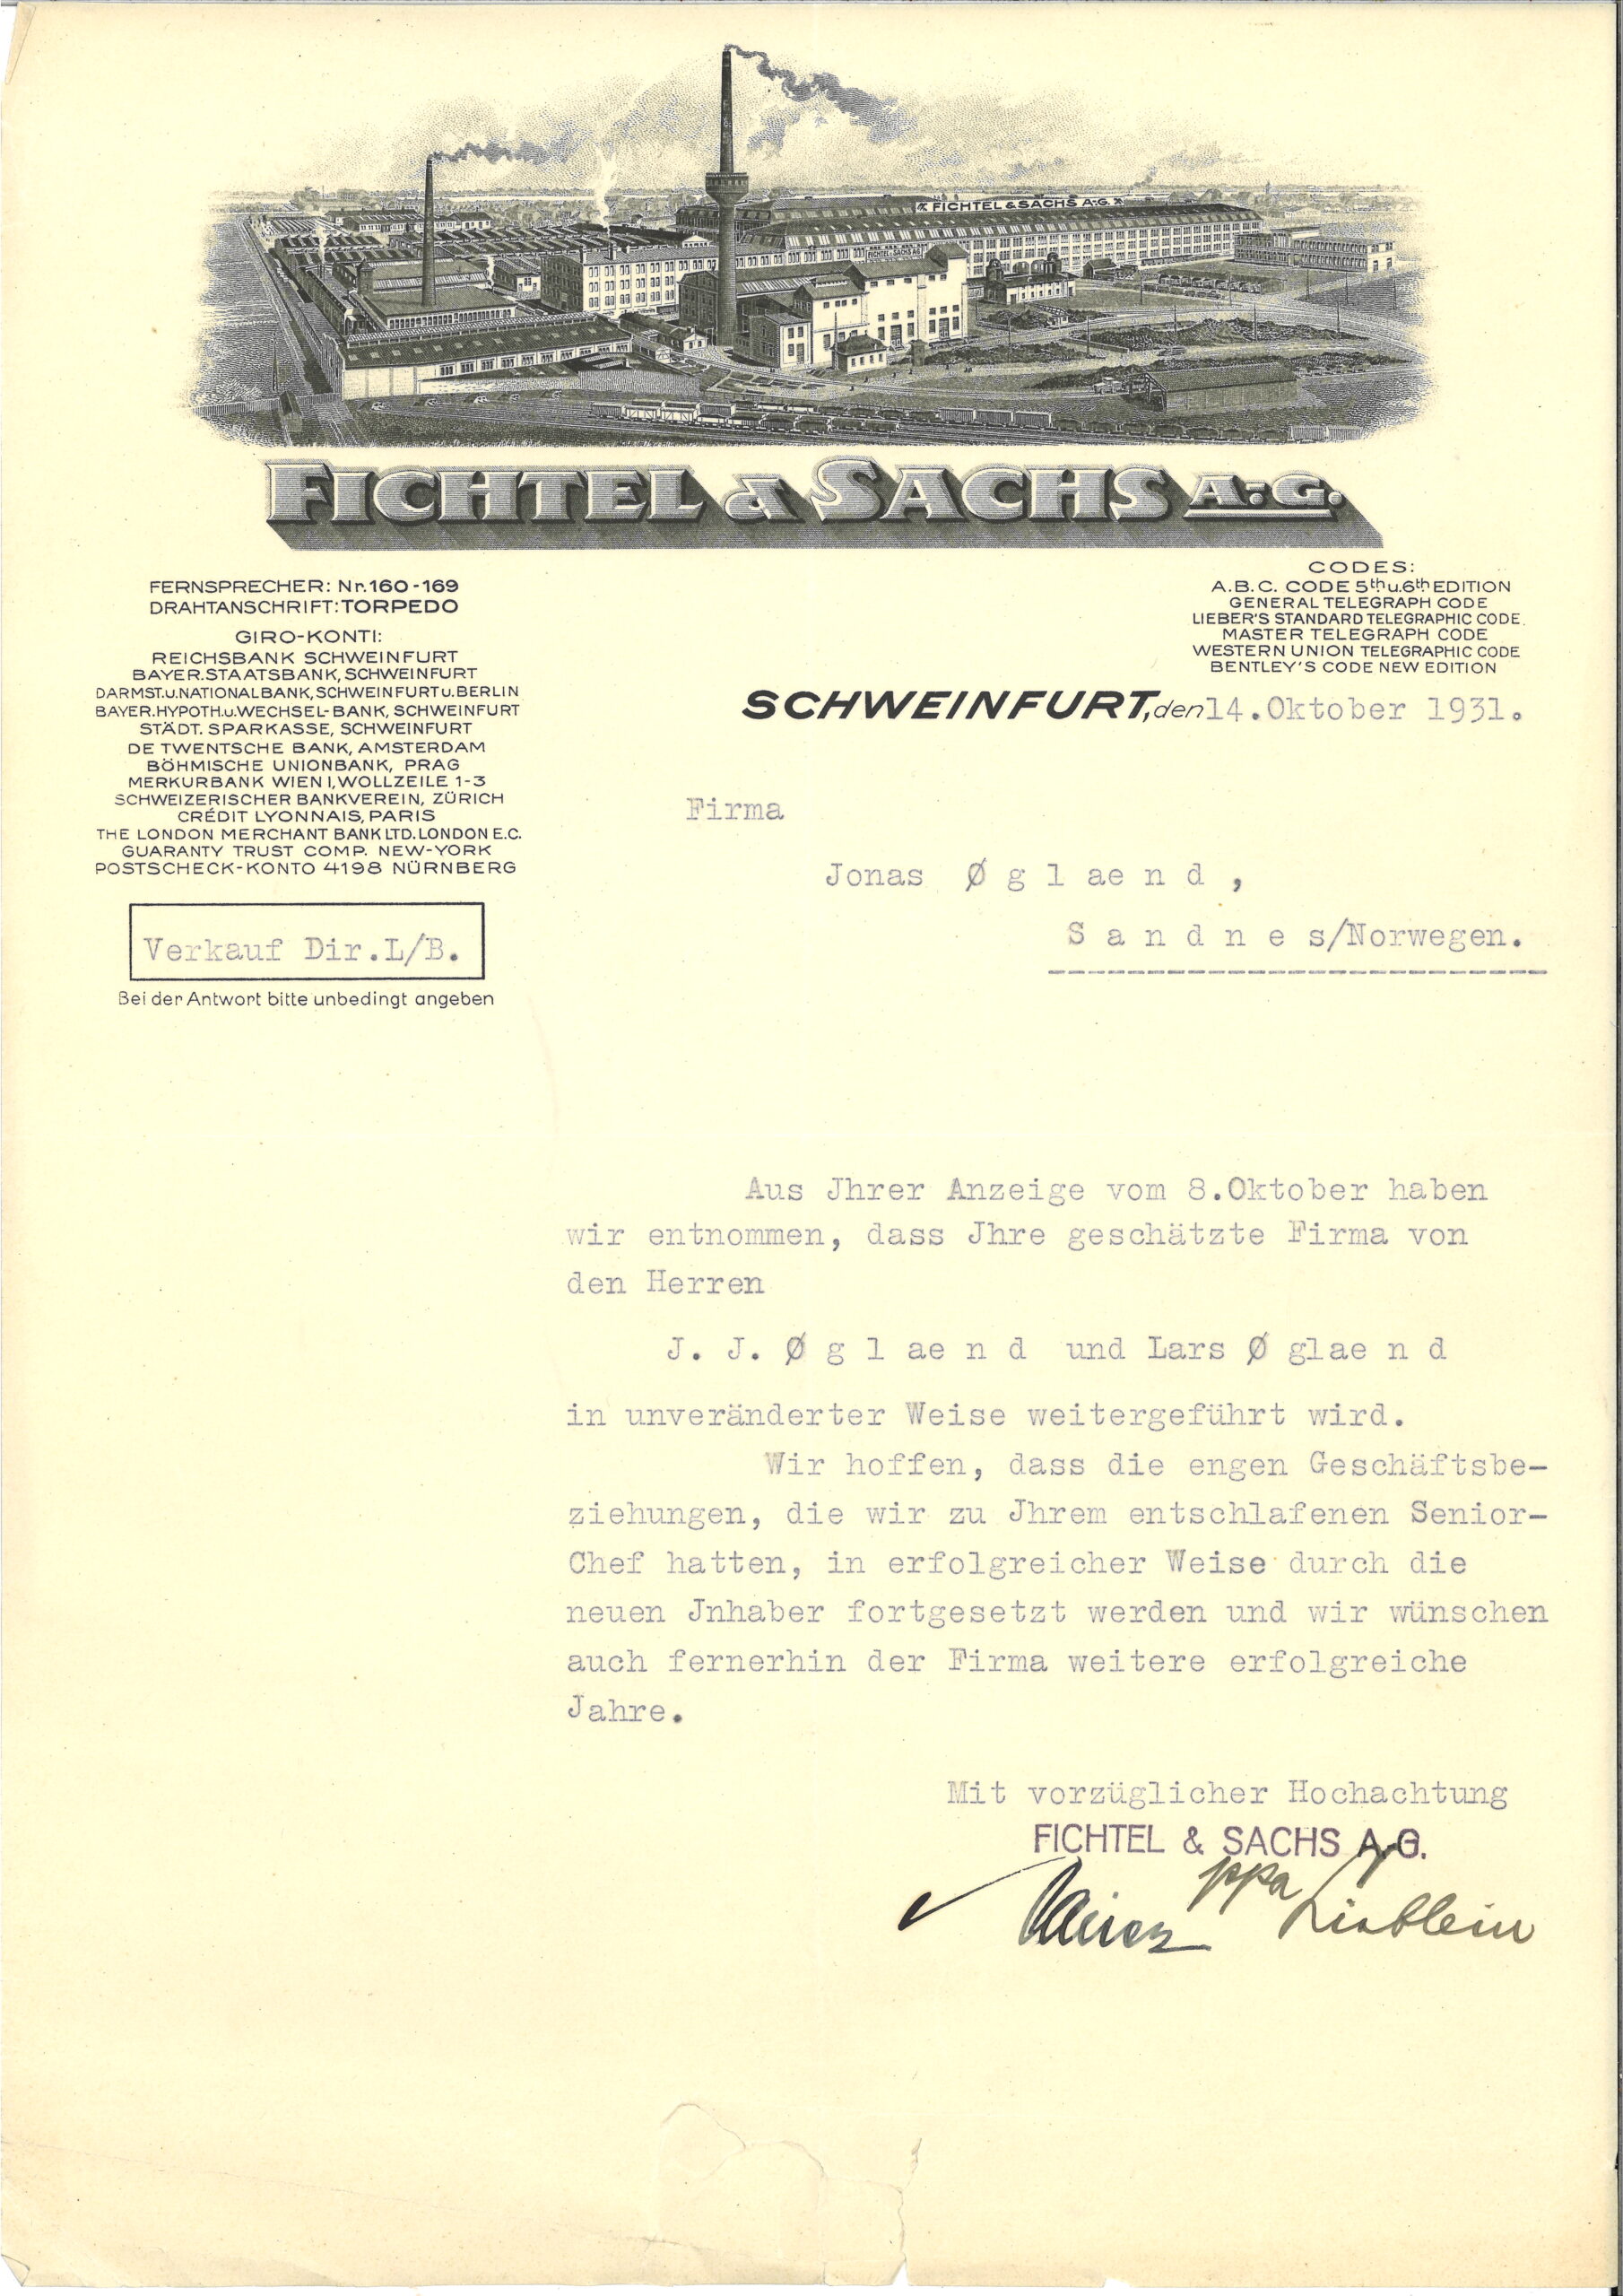 FICHTEL & SACHS A.-G.
FICHTEL & SACHS A.-G.
FERNSPRECHER: Nr. 160-169
DRAHTANSCHRIFT: TORPEDO
GIRO-KONTI:
REICHSBANK SCHWEINFURT
BAYER. STAATSBANK, SCHWEINFURT
DARMST. u. NATIONALBANK, SCHWEINFURT u. BERLIN
BAYER. HYPOTH. u. WECHSEL-BANK, SCHWEINFURT
STÄDT. SPARKASSE, SCHWEINFURT
DE TWENTSCHE BANK, AMSTERDAM
BÖHMISCHE UNIONBANK, PRAG
MERKURBANK WIEN I, WOLLZEILE 1-3
SCHWEIZERISCHER BANKVEREIN, ZÜRICH
CRÉDIT LYONNAIS, PARIS
THE LONDON MERCHANT BANK LTD. LONDON E.C.
GUARANTY TRUST COMP. NEW-YORK
POSTSCHECK-KONTO 4198 NÜRNBERG
Verkauf Dir.L/B.
Bei der Antwort bitte unbedingt angeben
CODES:
A.B.C. CODE 5th u. 6th EDITION
GENERAL TELEGRAPH CODE
LIEBER'S STANDARD TELEGRAPHIC CODE
MASTER TELEGRAPH CODE
WESTERN UNION TELEGRAPHIC CODE
BENTLEY'S CODE NEW EDITION
SCHWEINFURT, den 14.Oktober 1931.
Firma
Jonas Ø g l ae n d ,
S a n d n e s/Norwegen.
Aus Jhrer Anzeige vom 8.Oktober haben
wir entnommen, dass Jhre geschätzte Firma von
den Herren
J. J. Ø g l ae n d und Lars Ø glae n d
in unveränderter Weise weitergeführt wird.
Wir hoffen, dass die engen Geschäftsbe-
ziehungen, die wir zu Jhrem entschlafenen Senior-
Chef hatten, in erfolgreicher Weise durch die
neuen Jnhaber fortgesetzt werden und wir wünschen
auch fernerhin der Firma weitere erfolgreiche
Jahre.
Mit vorzüglicher Hochachtung
FICHTEL & SACHS A.-G.
ppa